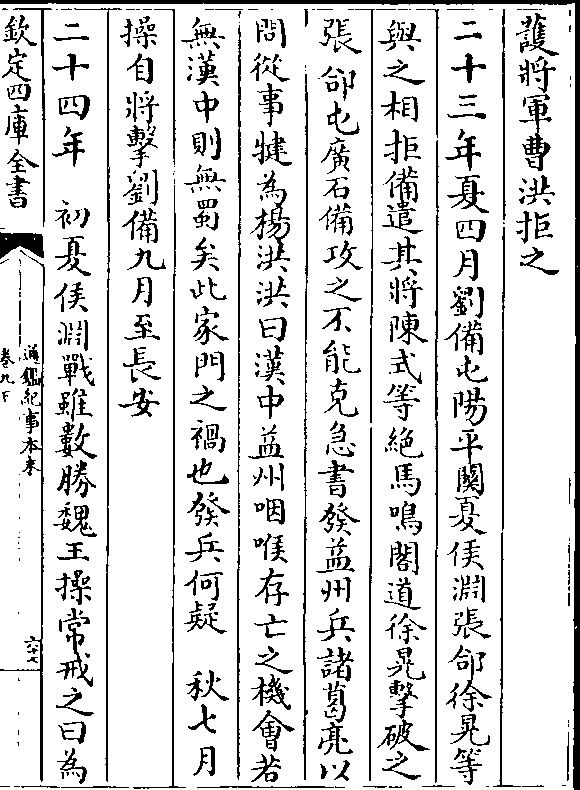 䕶將軍曹洪拒之
二十三年夏四月劉備屯陽平關夏侯淵張郃徐晃等
與之相拒備遣其將陳式等絶馬鳴閣道徐晃擊破之
張郃屯廣石備攻之不能克急書發益州兵諸葛亮以
問從事犍為楊洪洪曰漢中益州咽喉存亡之機會若
無漢中則無蜀矣此家門之禍也發兵何疑　秋七月
操自將擊劉備九月至長安
二十四年　初夏侯淵戰雖數勝魏王操常戒之曰為
欽定四庫全書
通鑑紀事本末
卷九下
六十七